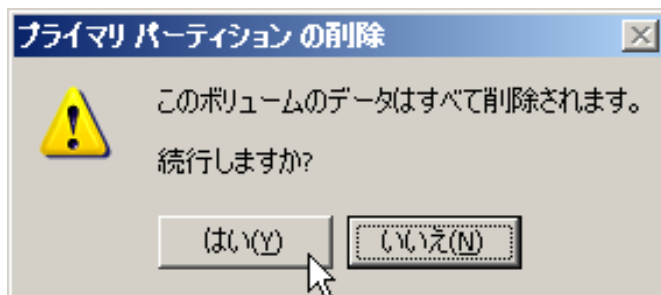 プライマリ パーティション の削除
このボリュームのデータはすべて削除されます。
続行しますか?
はい(Y)
いいえ(N)